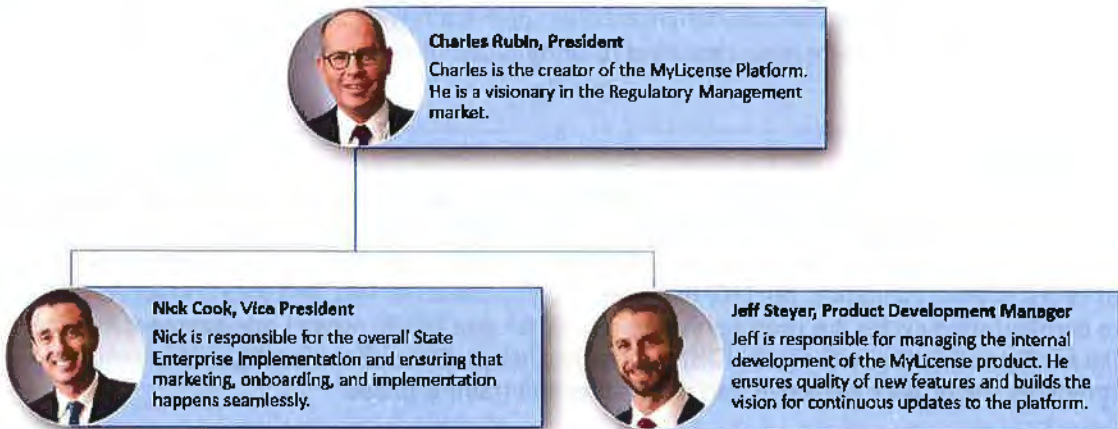 Charles Rubin, President
Charles is the creator of the MyLicense Platform.
He is a visionary in the Regulatory Management
market.
Nick Cook, Vice President
Nick is responsible for the overall State
Enterprise Implementation and ensuring that
marketing, onboarding, and implementation
happens seamlessly.
Jeff Steyer, Product Development Manager
Jeff is responsible for managing the internal
development of the MyLicense product. He
ensures quality of new features and builds the
vision for continuous updates to the platform.